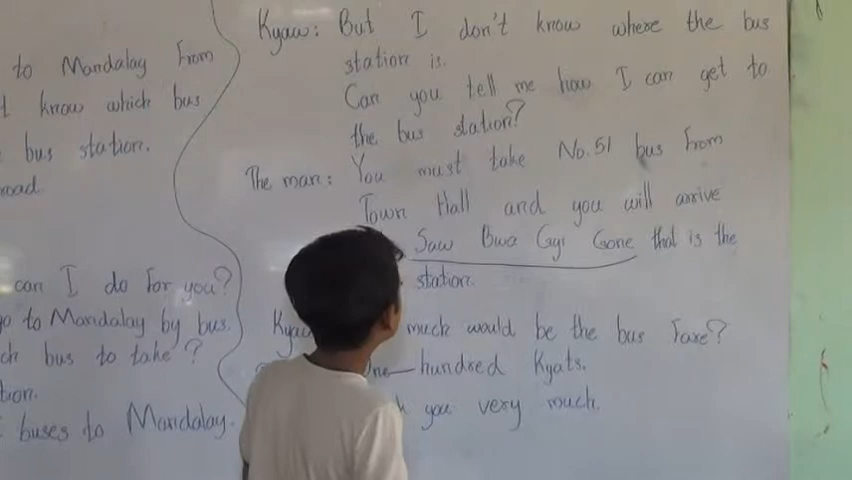 to Mandalay from
know which bus
bus station.
road.
can I do for you?
go to Mandalay by bus.
bus to take?
buses to Mandalay.
Kyaw: But I don't know where the bus
station is.
Can you tell me how I can get to
the bus station?
The man: You must take No.51 bus from
Town Hall and you will arrive
Saw Bwa Gyi Gone that is the
station.
much would be the bus fare?
hundred Kyats.
you very much.